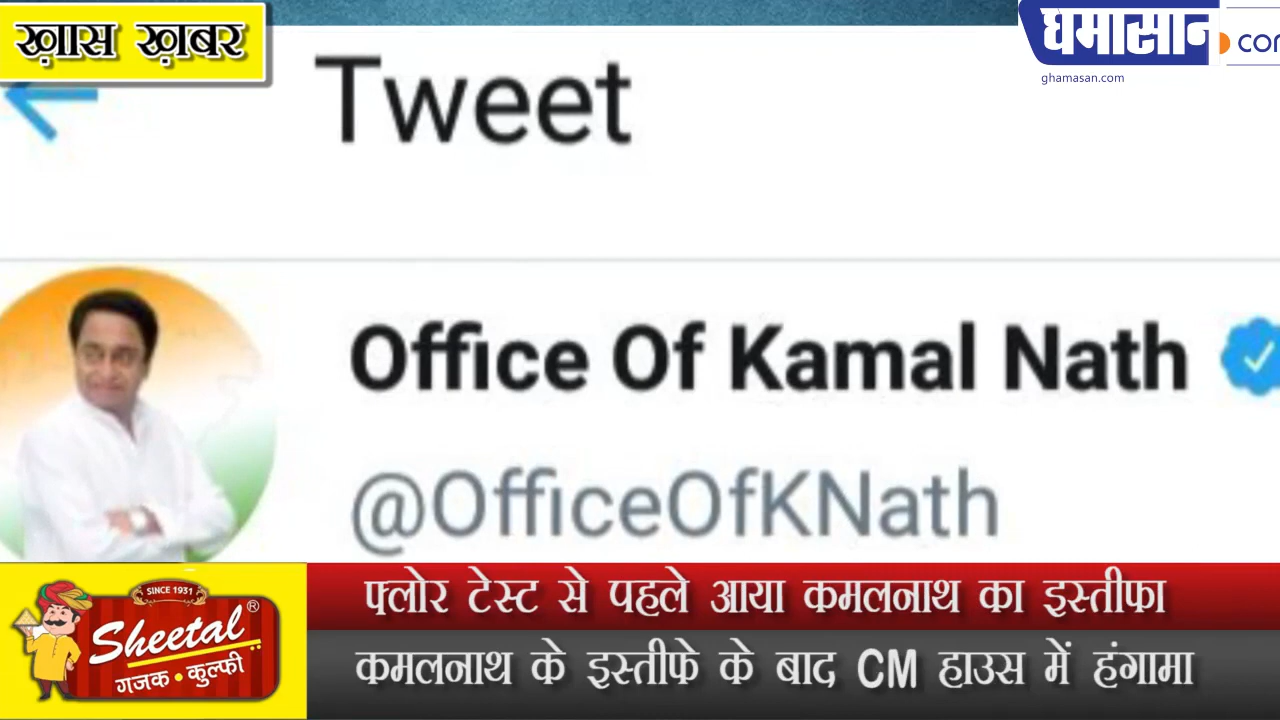 ख़ास ख़बर
घमासान.com
ghamasan.com
Tweet
Office Of Kamal Nath
@OfficeOfKNath
SINCE 1931
Sheetal®
गजक • कुल्फी
फ्लोर टेस्ट से पहले आया कमलनाथ का इस्तीफा
कमलनाथ के इस्तीफे के बाद CM हाउस में हंगामा